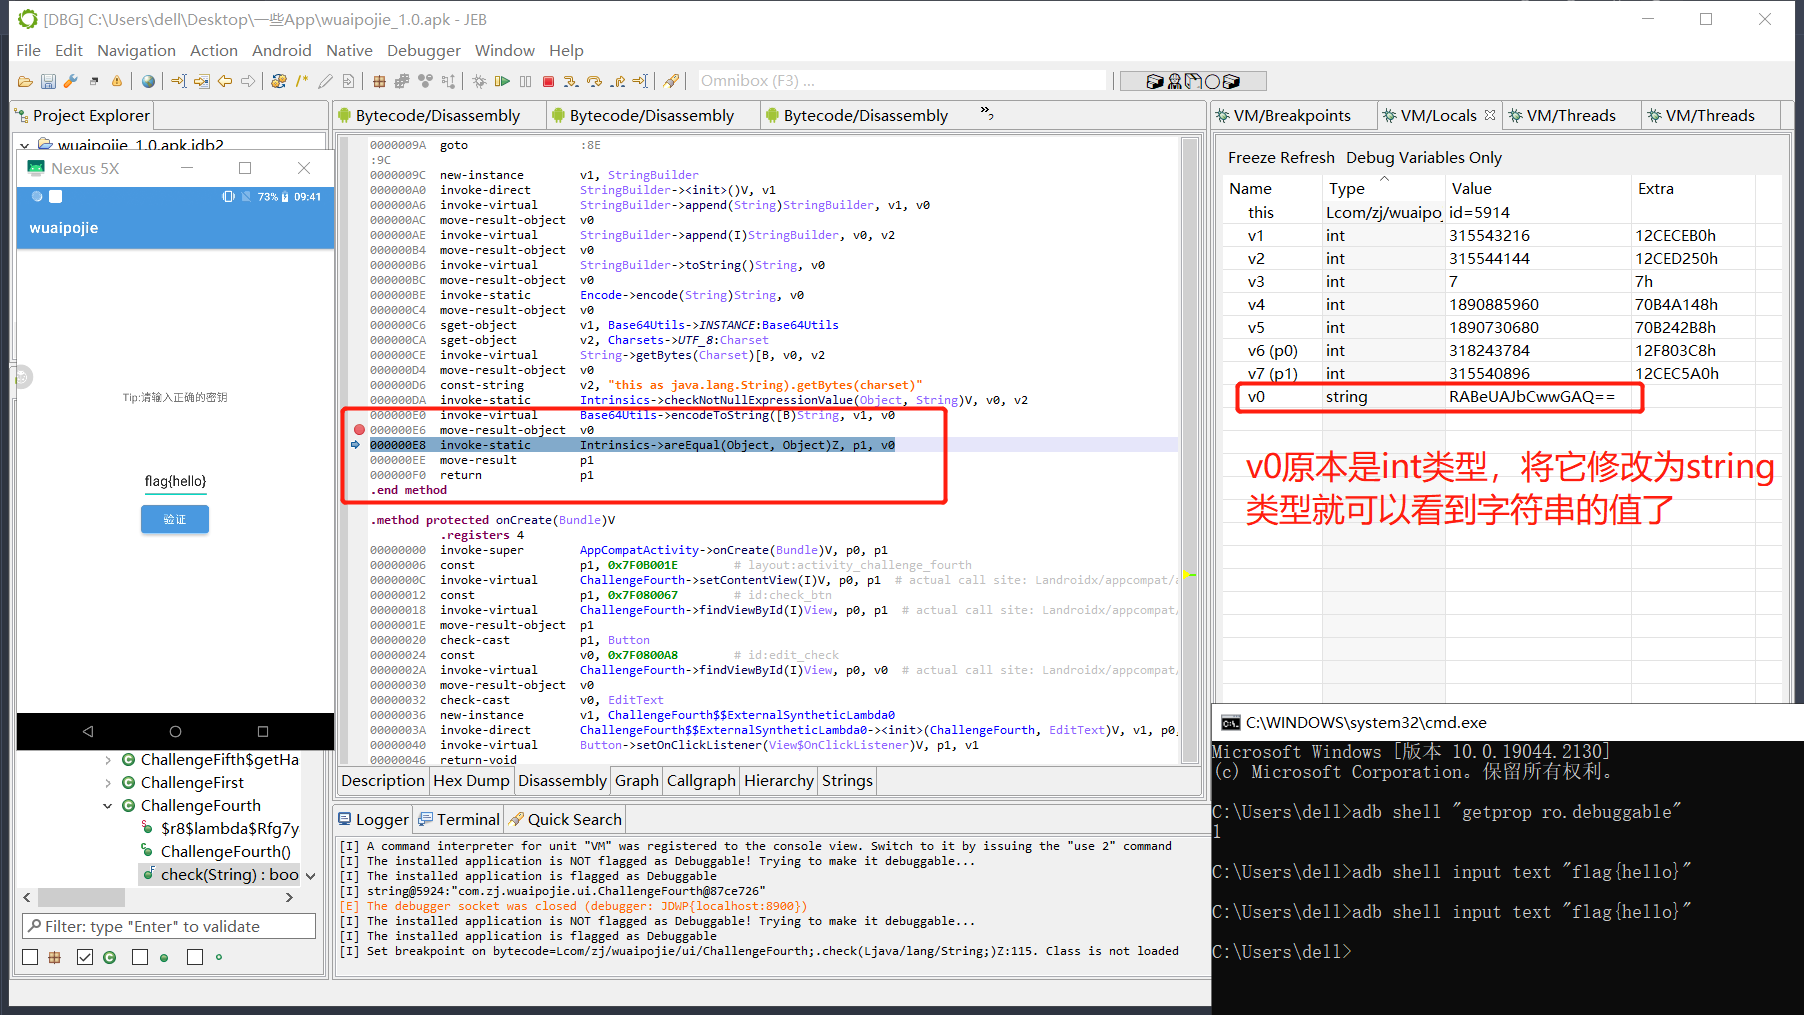 [DBG] C:\Users\dell\Desktop\一些App\wuaipojie_1.0.apk - JEB
File Edit Navigation Action Android Native Debugger Window Help
Omnibox (F3) ...
Project Explorer
wuaipojie_1.0.apk.jdb2
Nexus 5X
73% 09:41
wuaipojie
Tip:请输入正确的密钥
flag{hello}
验证
ChallengeFifth$getHa
ChallengeFirst
ChallengeFourth
$r8$lambda$Rfg7y
ChallengeFourth()
check(String) : boo
Filter: type "Enter" to validate
Bytecode/Disassembly Bytecode/Disassembly Bytecode/Disassembly
0000009A goto :8E
:9C
0000009C new-instance v1, StringBuilder
000000A0 invoke-direct StringBuilder-><init>()V, v1
000000A6 invoke-virtual StringBuilder->append(String)StringBuilder, v1, v0
000000AC move-result-object v0
000000AE invoke-virtual StringBuilder->append(I)StringBuilder, v0, v2
000000B4 move-result-object v0
000000B6 invoke-virtual StringBuilder->toString()String, v0
000000BC move-result-object v0
000000BE invoke-static Encode->encode(String)String, v0
000000C4 move-result-object v0
000000C6 sget-object v1, Base64Utils->INSTANCE:Base64Utils
000000CA sget-object v2, Charsets->UTF_8:Charset
000000CE invoke-virtual String->getBytes(Charset)[B, v0, v2
000000D4 move-result-object v0
000000D6 const-string v2, "this as java.lang.String).getBytes(charset)"
000000DA invoke-static Intrinsics->checkNotNullExpressionValue(Object, String)V, v0, v2
000000E0 invoke-virtual Base64Utils->encodeToString([B)String, v1, v0
000000E6 move-result-object v0
000000E8 invoke-static Intrinsics->areEqual(Object, Object)Z, p1, v0
000000EE move-result p1
000000F0 return p1
.end method
.method protected onCreate(Bundle)V
.registers 4
00000000 invoke-super AppCompatActivity->onCreate(Bundle)V, p0, p1
00000006 const p1, 0x7F0B001E # layout:activity_challenge_fourth
0000000C invoke-virtual ChallengeFourth->setContentView(I)V, p0, p1 # actual call site: Landroidx/appcompat/
00000012 const p1, 0x7F080067 # id:check_btn
00000018 invoke-virtual ChallengeFourth->findViewById(I)View, p0, p1 # actual call site: Landroidx/appcompat/
0000001E move-result-object p1
00000020 check-cast p1, Button
00000024 const v0, 0x7F0800A8 # id:edit_check
0000002A invoke-virtual ChallengeFourth->findViewById(I)View, p0, v0 # actual call site: Landroidx/appcompat/
00000030 move-result-object v0
00000032 check-cast v0, EditText
00000036 new-instance v1, ChallengeFourth$$ExternalSyntheticLambda0
0000003A invoke-direct ChallengeFourth$$ExternalSyntheticLambda0-><init>(ChallengeFourth, EditText)V, v1, p0,
00000040 invoke-virtual Button->setOnClickListener(View$OnClickListener)V, p1, v1
00000046 return-void
Description Hex Dump Disassembly Graph Callgraph Hierarchy Strings
Logger Terminal Quick Search
[I] A command interpreter for unit "VM" was registered to the console view. Switch to it by issuing the "use 2" command
[I] The installed application is NOT flagged as Debuggable! Trying to make it debuggable...
[I] The installed application is flagged as Debuggable
[I] string@5924:"com.zj.wuaipojie.ui.ChallengeFourth@87ce726"
[E] The debugger socket was closed (debugger: JDWP{localhost:8900})
[I] The installed application is NOT flagged as Debuggable! Trying to make it debuggable...
[I] The installed application is flagged as Debuggable
[I] Set breakpoint on bytecode=Lcom/zj/wuaipojie/ui/ChallengeFourth;.check(Ljava/lang/String;)Z:115. Class is not loaded
VM/Breakpoints VM/Locals VM/Threads VM/Threads
Freeze Refresh Debug Variables Only
Name Type Value Extra
this Lcom/zj/wuaipo id=5914
v1 int 315543216 12CECEB0h
v2 int 315544144 12CED250h
v3 int 7 7h
v4 int 1890885960 70B4A148h
v5 int 1890730680 70B242B8h
v6 (p0) int 318243784 12F803C8h
v7 (p1) int 315540896 12CEC5A0h
v0 string RABeUAJbCwwGAQ==
v0原本是int类型，将它修改为string
类型就可以看到字符串的值了
C:\WINDOWS\system32\cmd.exe
Microsoft Windows [版本 10.0.19044.2130]
(c) Microsoft Corporation。保留所有权利。
C:\Users\dell>adb shell "getprop ro.debuggable"
1
C:\Users\dell>adb shell input text "flag{hello}"
C:\Users\dell>adb shell input text "flag{hello}"
C:\Users\dell>